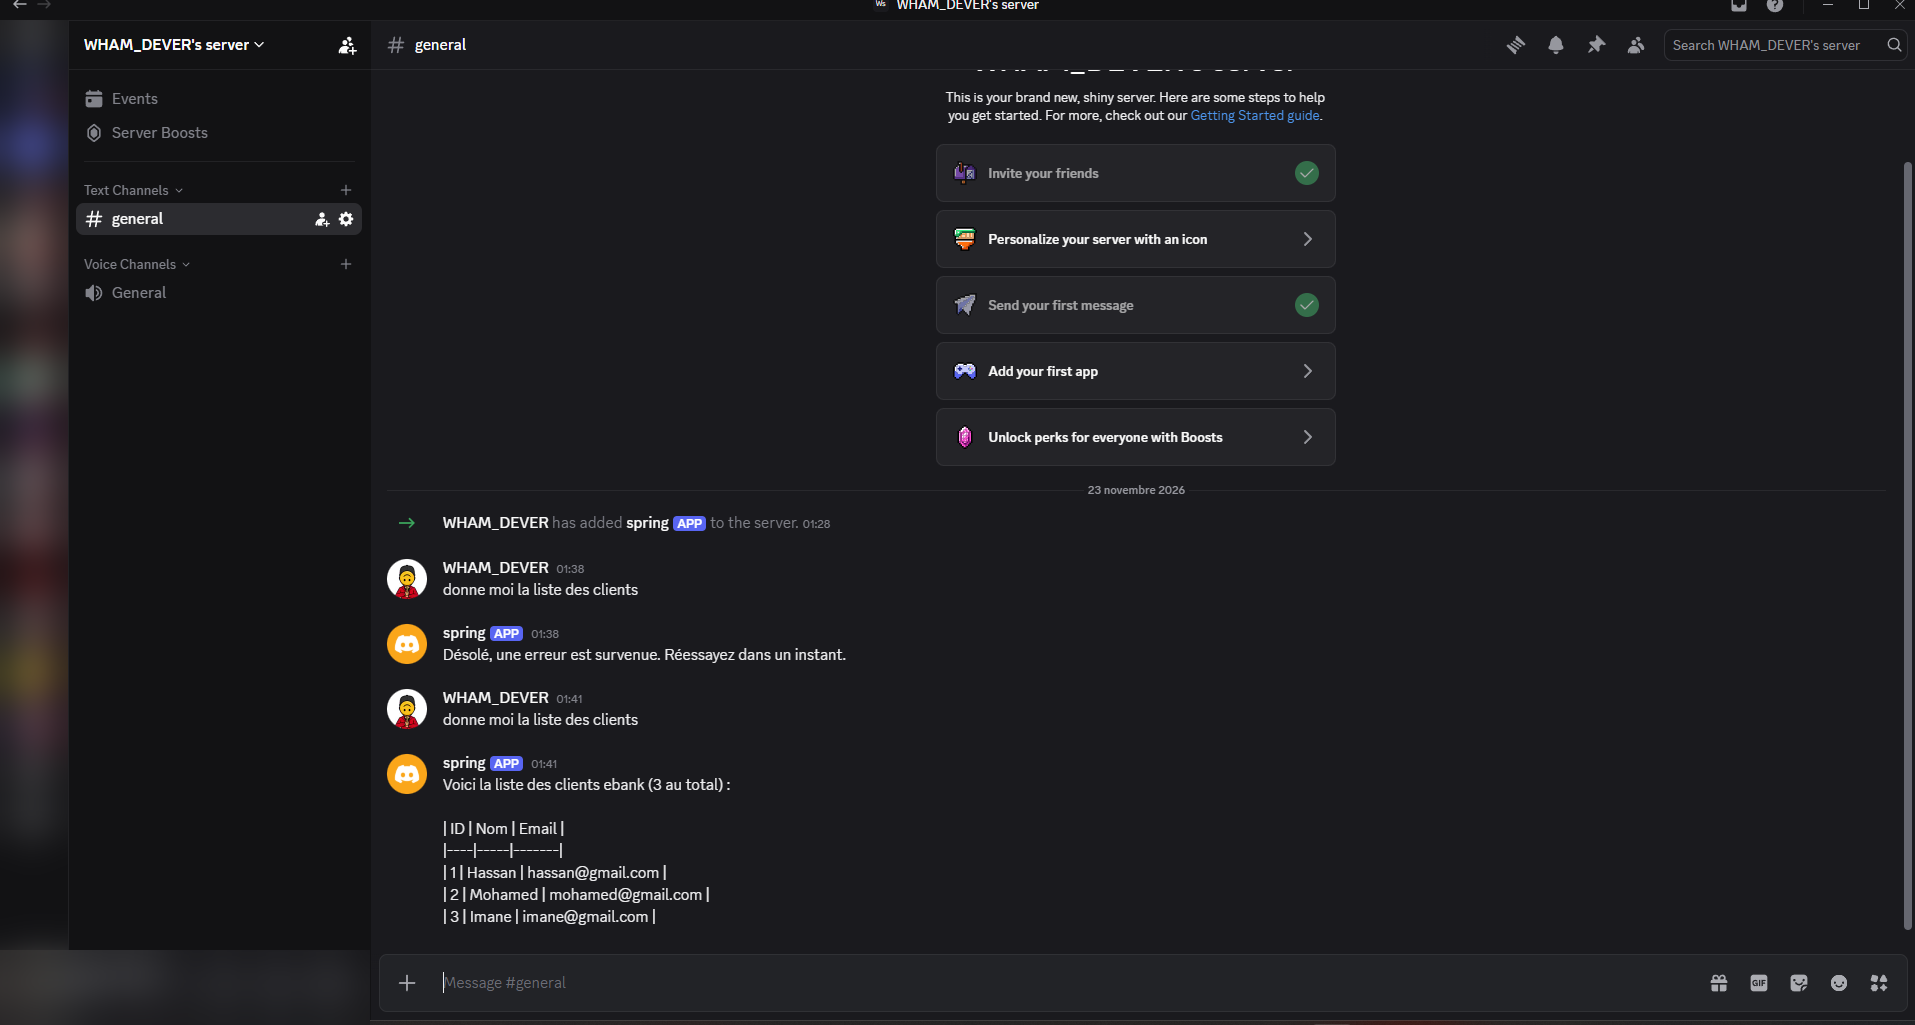 Ws WHAM_DEVER's server
WHAM_DEVER's server
Events
Server Boosts
Text Channels
general
Voice Channels
General
# general
Search WHAM_DEVER's server
This is your brand new, shiny server. Here are some steps to help
you get started. For more, check out our Getting Started guide.
Invite your friends
Personalize your server with an icon
Send your first message
Add your first app
Unlock perks for everyone with Boosts
23 novembre 2026
WHAM_DEVER has added spring APP to the server. 01:28
WHAM_DEVER 01:38
donne moi la liste des clients
spring APP 01:38
Désolé, une erreur est survenue. Réessayez dans un instant.
WHAM_DEVER 01:41
donne moi la liste des clients
spring APP 01:41
Voici la liste des clients ebank (3 au total) :
| ID | Nom | Email |
|----|-----|-------|
| 1 | Hassan | hassan@gmail.com |
| 2 | Mohamed | mohamed@gmail.com |
| 3 | Imane | imane@gmail.com |
Message #general
GIF